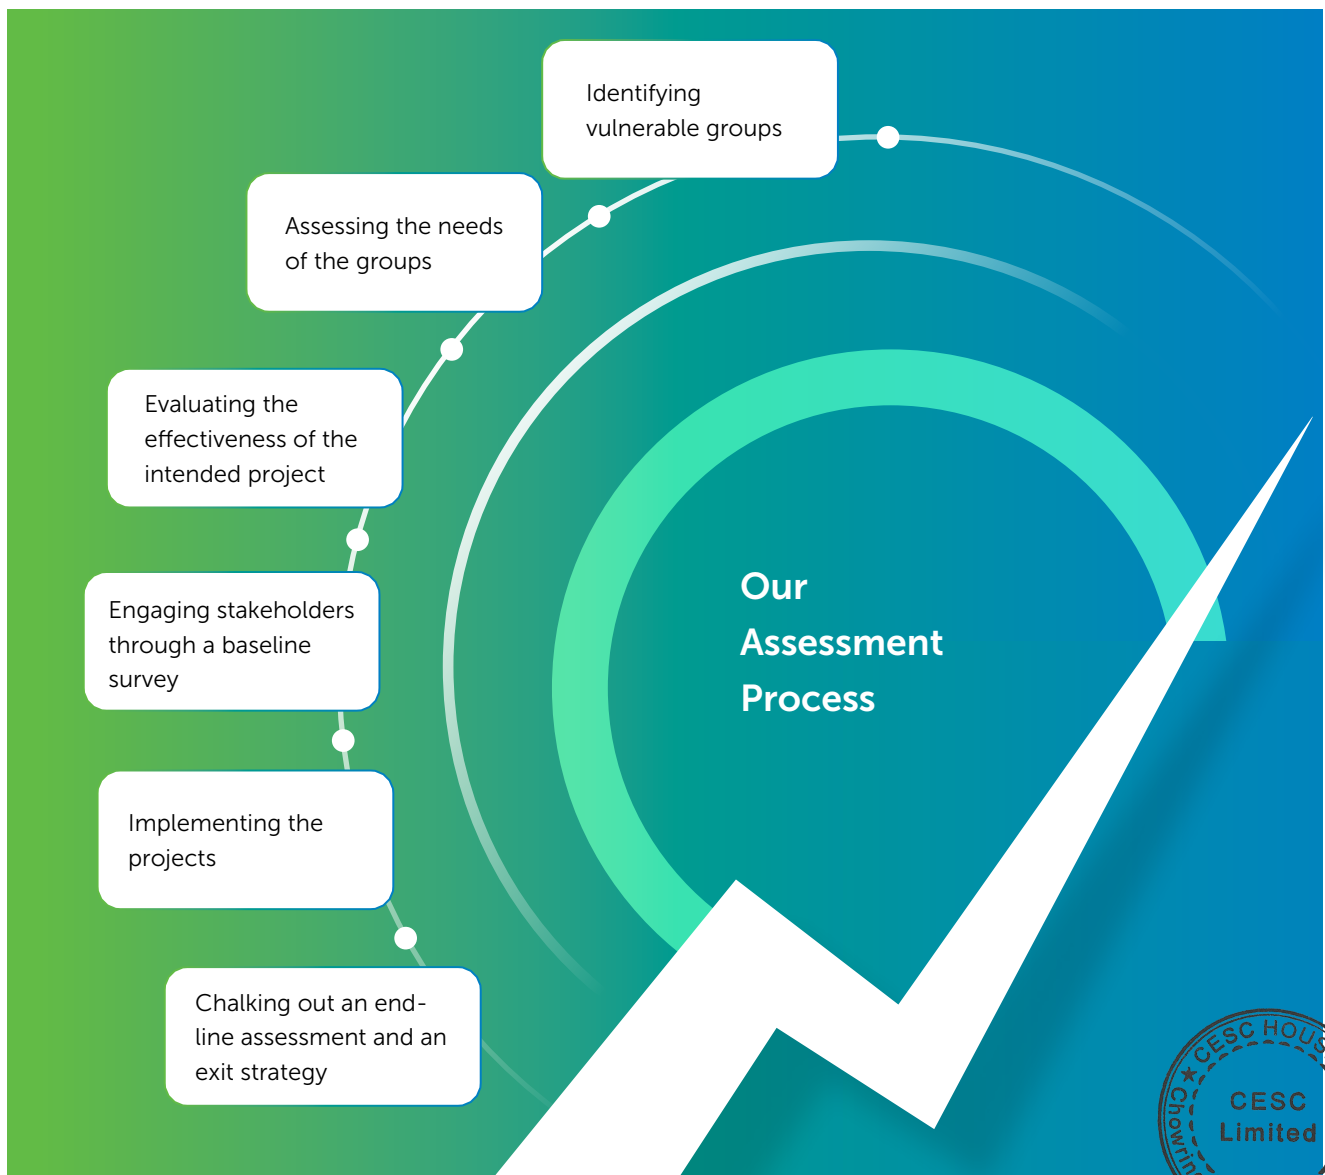 Identifying
vulnerable groups
Assessing the needs
of the groups
Evaluating the
effectiveness of the
intended project
Engaging stakeholders
through a baseline
survey
Implementing the
projects
Chalking out an end-
line assessment and an
exit strategy
Our
Assessment
Process
CESC
CESC
Limited